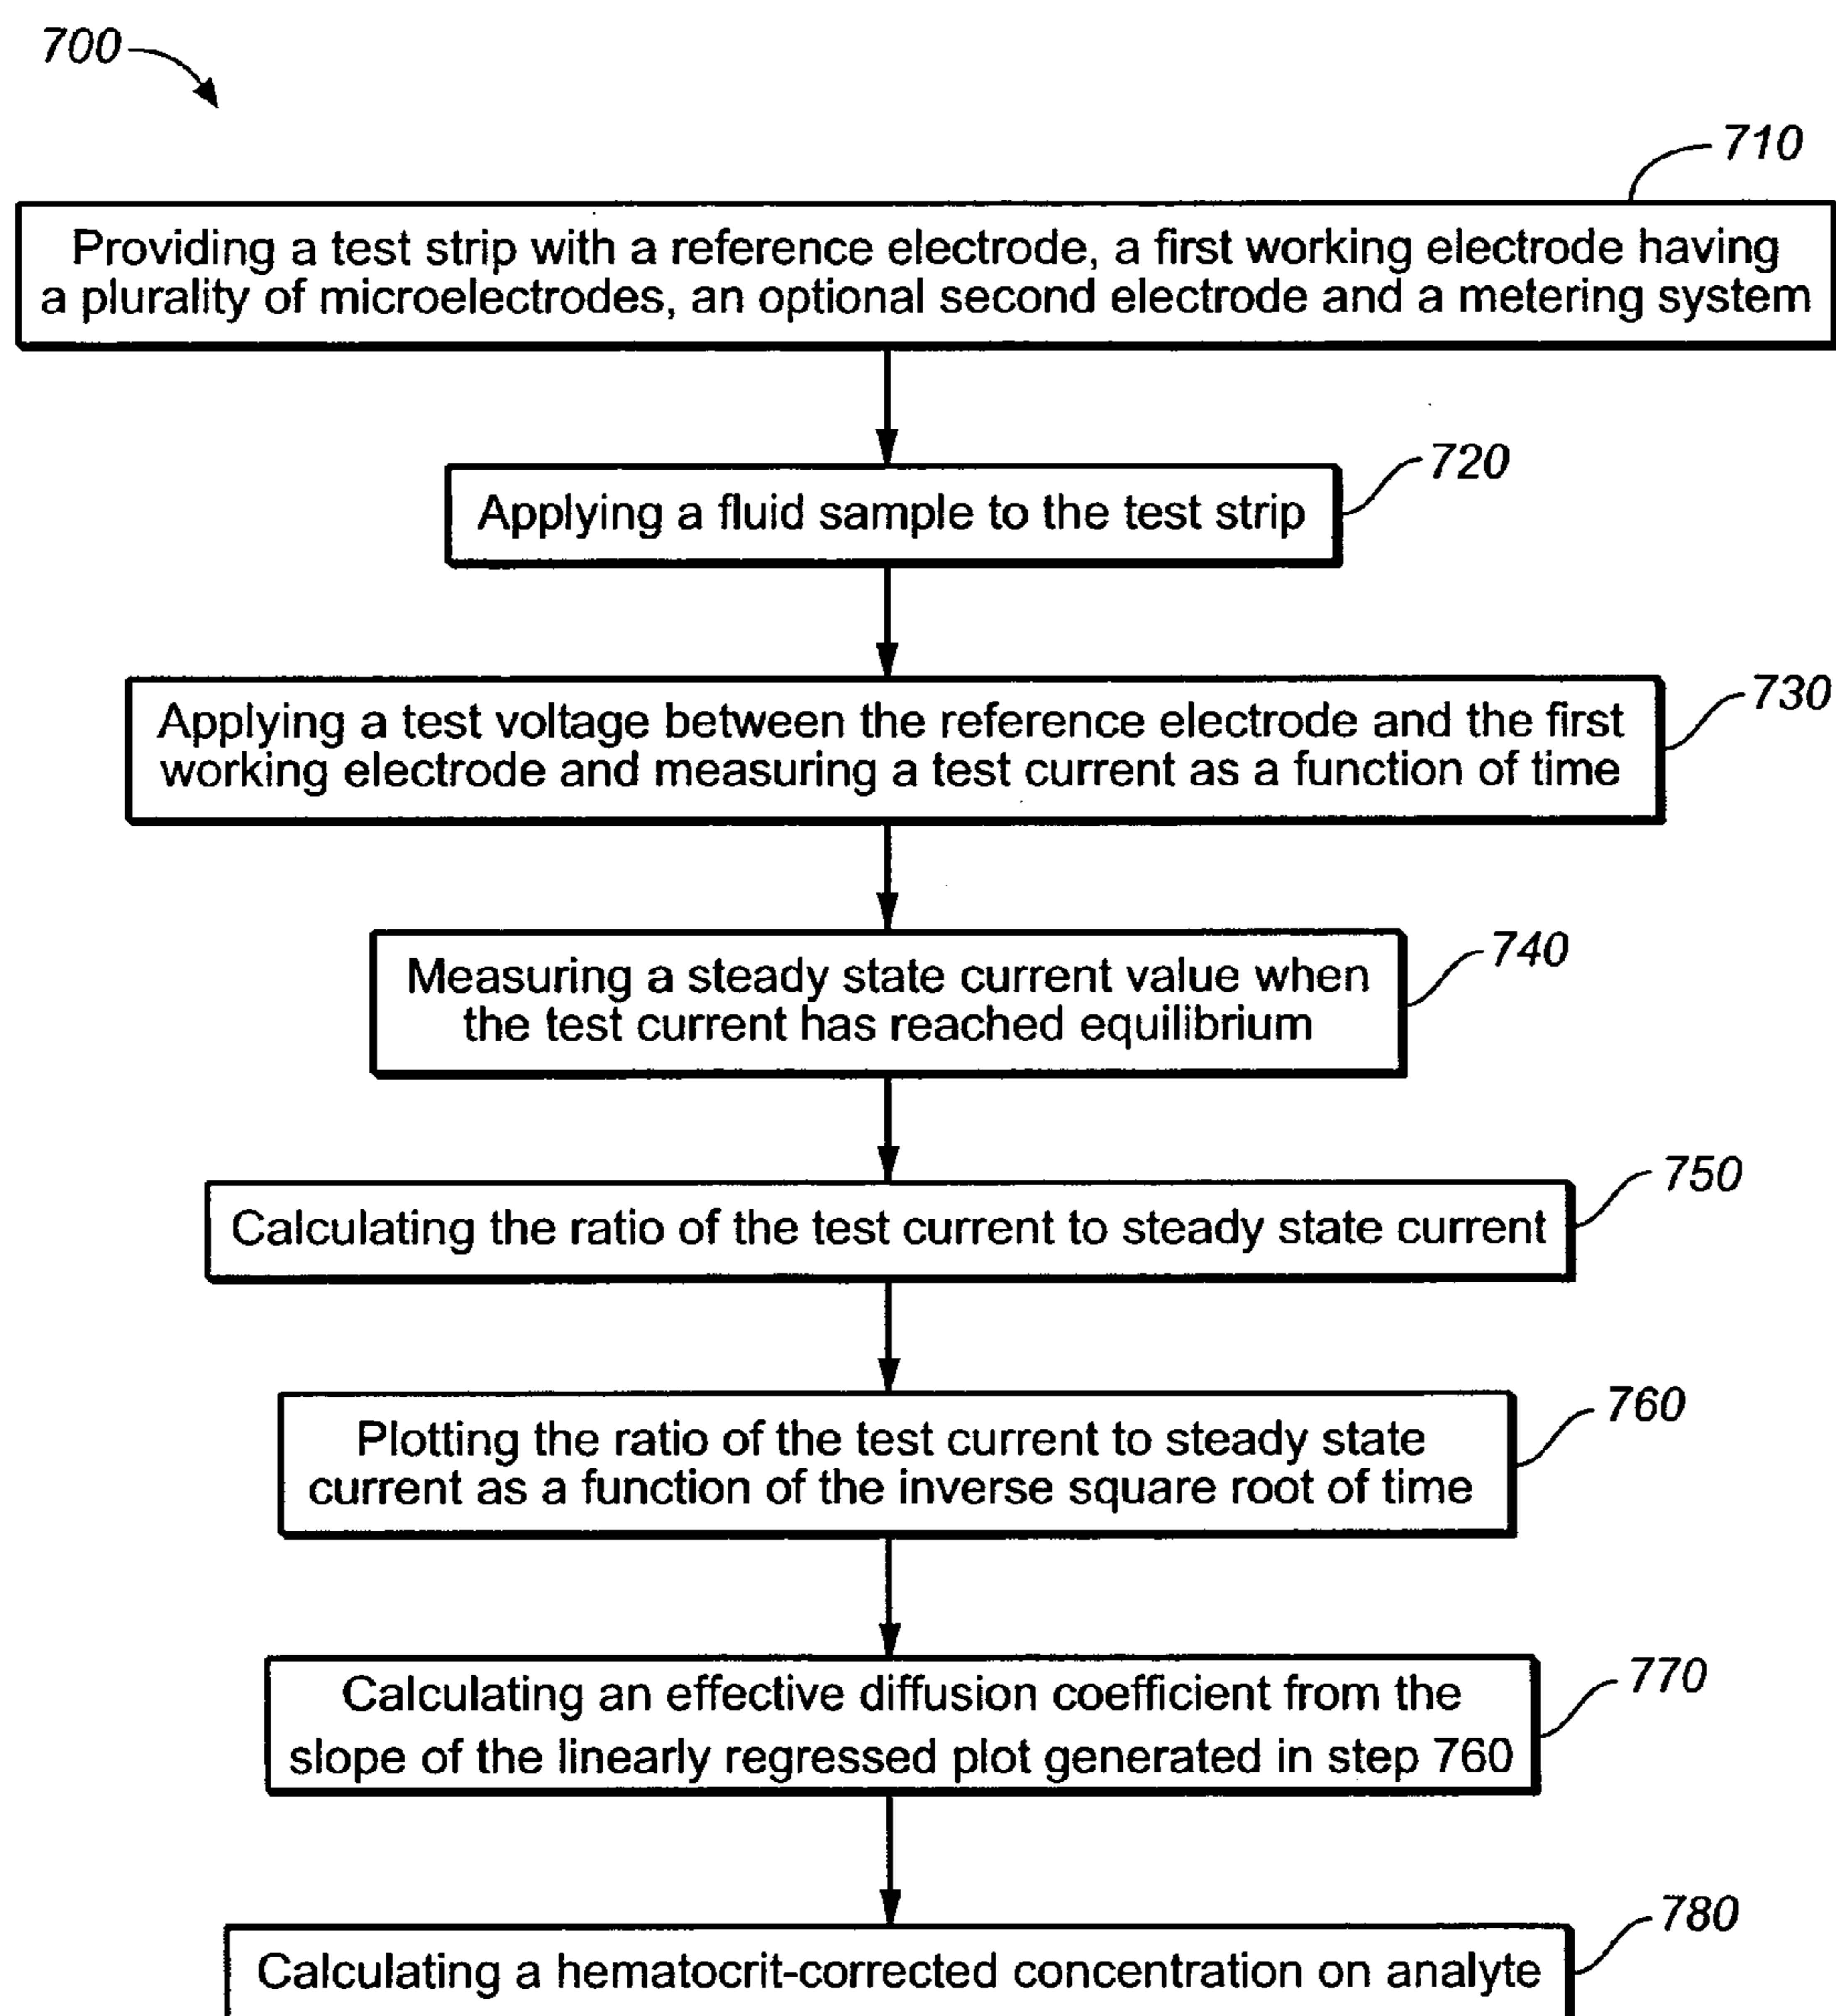 700
710
Providing a test strip with a reference electrode, a first working electrode having
a plurality of microelectrodes, an optional second electrode and a metering system
720
Applying a fluid sample to the test strip
730
Applying a test voltage between the reference electrode and the first
working electrode and measuring a test current as a function of time
740
Measuring a steady state current value when
the test current has reached equilibrium
750
Calculating the ratio of the test current to steady state current
760
Plotting the ratio of the test current to steady state
current as a function of the inverse square root of time
770
Calculating an effective diffusion coefficient from the
slope of the linearly regressed plot generated in step 760
780
Calculating a hematocrit-corrected concentration on analyte